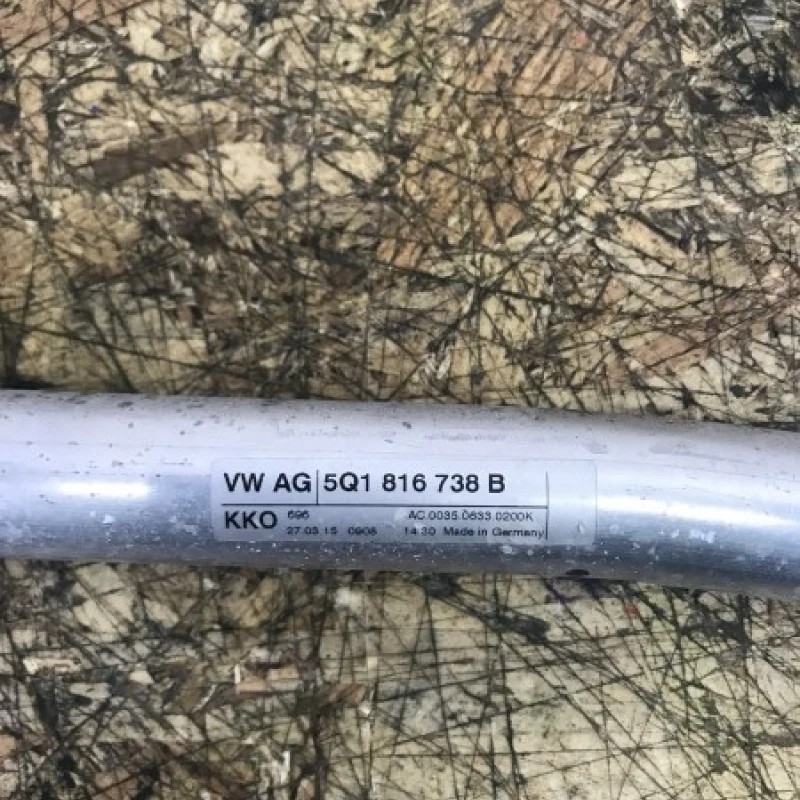 VW AG 5Q1 816 738 B
KKO 696 AC.0035.0633.0200K
27.03.15 0908 14:30 Made in Germany